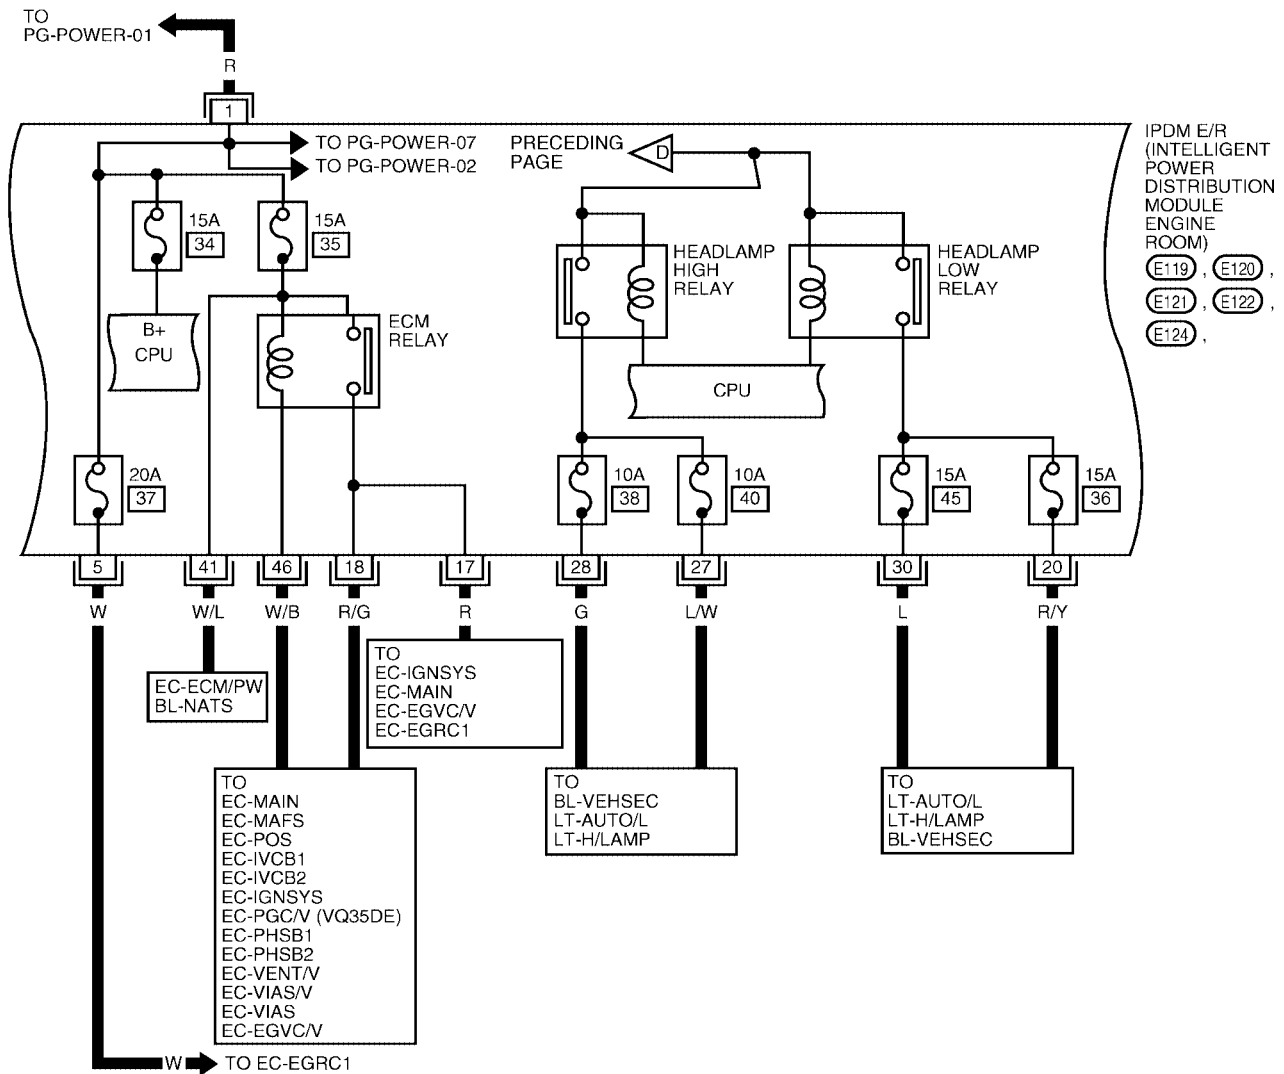 TO
PG-POWER-01
R
1
TO PG-POWER-07
TO PG-POWER-02
PRECEDING
PAGE
D
IPDM E/R
(INTELLIGENT
POWER
DISTRIBUTION
MODULE
ENGINE
ROOM)
E119 , E120 ,
E121 , E122 ,
E124 ,
15A
34
15A
35
B+
CPU
ECM
RELAY
HEADLAMP
HIGH
RELAY
HEADLAMP
LOW
RELAY
CPU
20A
37
10A
38
10A
40
15A
45
15A
36
5
41
46
18
17
28
27
30
20
W
W/L
W/B
R/G
R
G
L/W
L
R/Y
EC-ECM/PW
BL-NATS
TO
EC-IGNSYS
EC-MAIN
EC-EGVC/V
EC-EGRC1
TO
EC-MAIN
EC-MAFS
EC-POS
EC-IVCB1
EC-IVCB2
EC-IGNSYS
EC-PGC/V (VQ35DE)
EC-PHSB1
EC-PHSB2
EC-VENT/V
EC-VIAS/V
EC-VIAS
EC-EGVC/V
TO
BL-VEHSEC
LT-AUTO/L
LT-H/LAMP
TO
LT-AUTO/L
LT-H/LAMP
BL-VEHSEC
W
TO EC-EGRC1